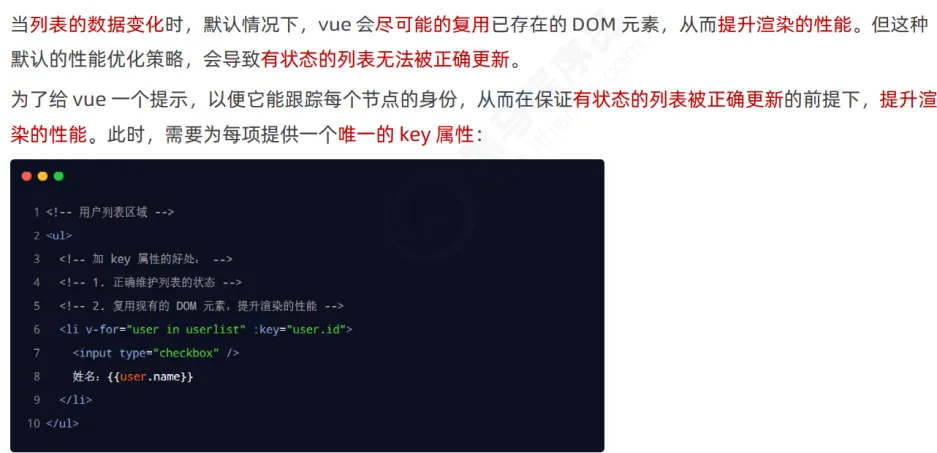 当列表的数据变化时，默认情况下，vue 会尽可能的复用已存在的 DOM 元素，从而提升渲染的性能。但这种
默认的性能优化策略，会导致有状态的列表无法被正确更新。
为了给 vue 一个提示，以便它能跟踪每个节点的身份，从而在保证有状态的列表被正确更新的前提下，提升渲
染的性能。此时，需要为每项提供一个唯一的 key 属性：
1 <!-- 用户列表区域 -->
2 <ul>
3 <!-- 加 key 属性的好处： -->
4 <!-- 1. 正确维护列表的状态 -->
5 <!-- 2. 复用现有的 DOM 元素，提升渲染的性能 -->
6 <li v-for="user in userlist" :key="user.id">
7 <input type="checkbox" />
8 姓名：{{user.name}}
9 </li>
10 </ul>